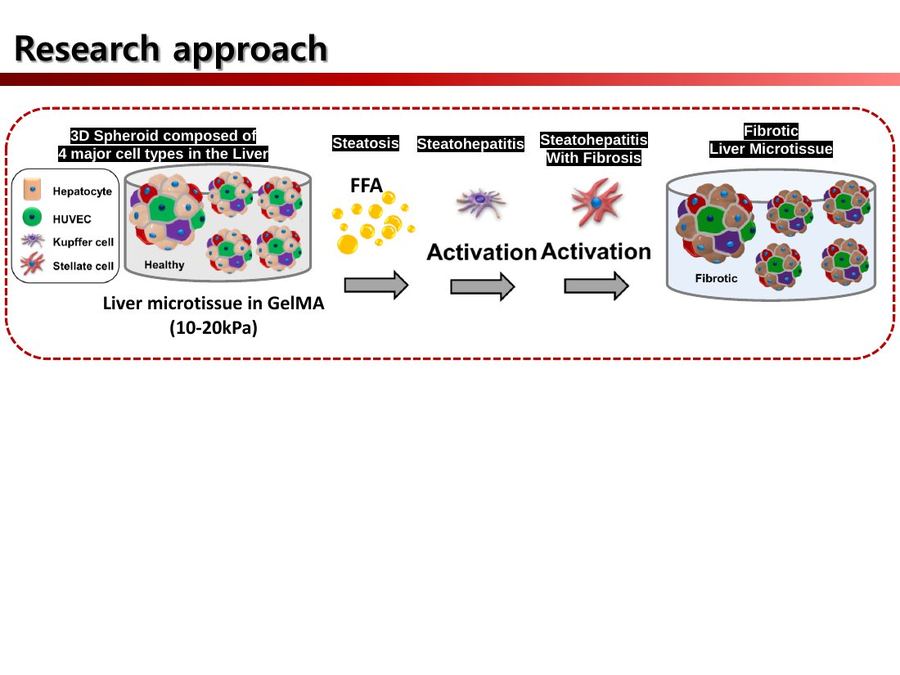 Research approach
3D Spheroid composed of
4 major cell types in the Liver
Hepatocyte
HUVEC
Kupffer cell
Stellate cell
Healthy
Liver microtissue in GelMA
(10-20kPa)
Steatosis
FFA
Steatohepatitis
Activation
Steatohepatitis
With Fibrosis
Activation
Fibrotic
Liver Microtissue
Fibrotic